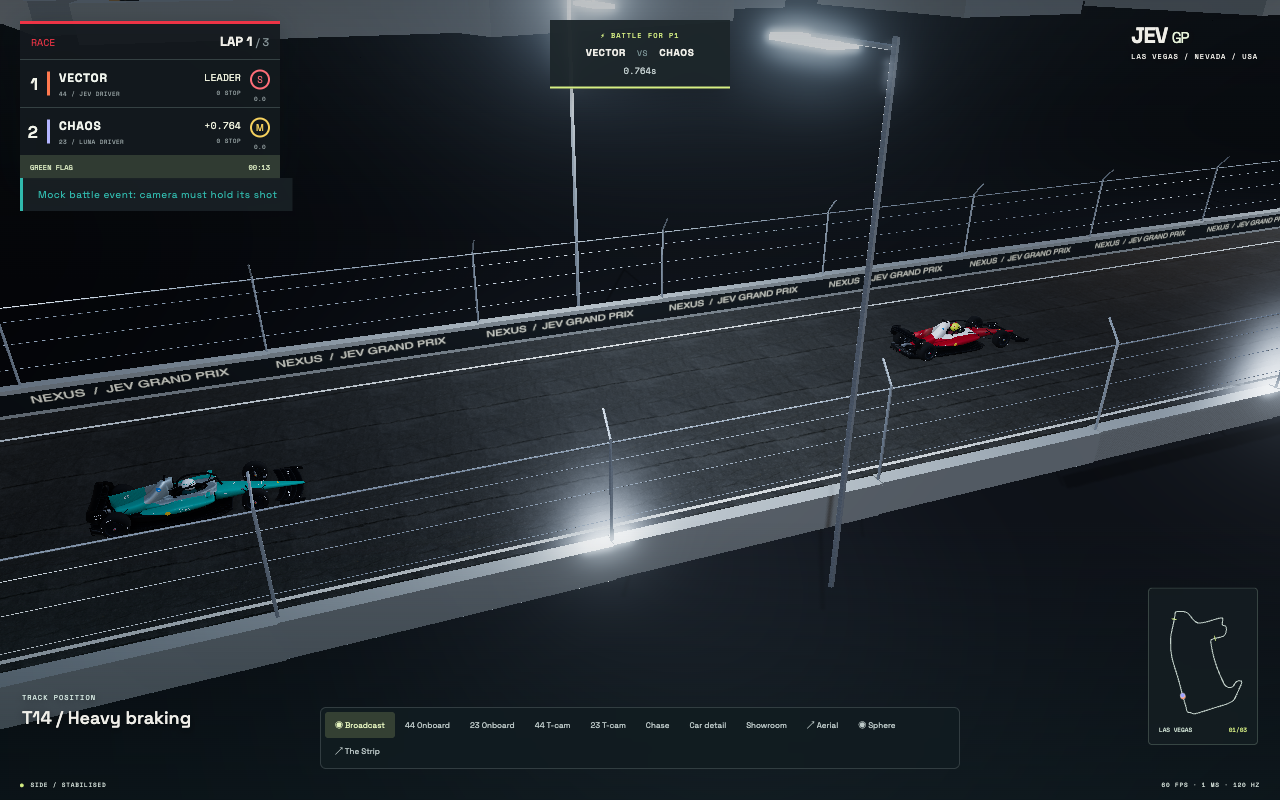 RACE
LAP 1 / 3
1 VECTOR LEADER S
44 / JEV DRIVER 0 STOP 0.0
2 CHAOS +0.764 M
23 / LUNA DRIVER 0 STOP 0.0
GREEN FLAG 00:13
Mock battle event: camera must hold its shot
⚡ BATTLE FOR P1
VECTOR VS CHAOS
0.764s
JEV GP
LAS VEGAS / NEVADA / USA
NEXUS / JEV GRAND PRIX
NEXUS / JEV GRAND PRIX
NEXUS / JEV GRAND PRIX
NEXUS / JEV GRAND PRIX
NEXUS / JEV GRAND PRIX
NEXUS / JEV GRAND PRIX
NEXUS / JEV GRAND PRIX
NEXUS / JEV GRAND PRIX
TRACK POSITION
T14 / Heavy braking
◉ Broadcast 44 Onboard 23 Onboard 44 T-cam 23 T-cam Chase Car detail Showroom ⟋ Aerial ◉ Sphere
⟋ The Strip
LAS VEGAS 01/03
SIDE / STABILISED
60 FPS · 1 MS · 120 HZ